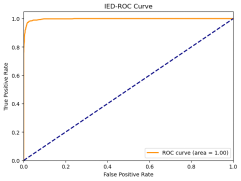 IED-ROC Curve
True Positive Rate
1.0
0.8
0.6
0.4
0.2
0.0
ROC curve (area = 1.00)
0.0 0.2 0.4 0.6 0.8 1.0
False Positive Rate